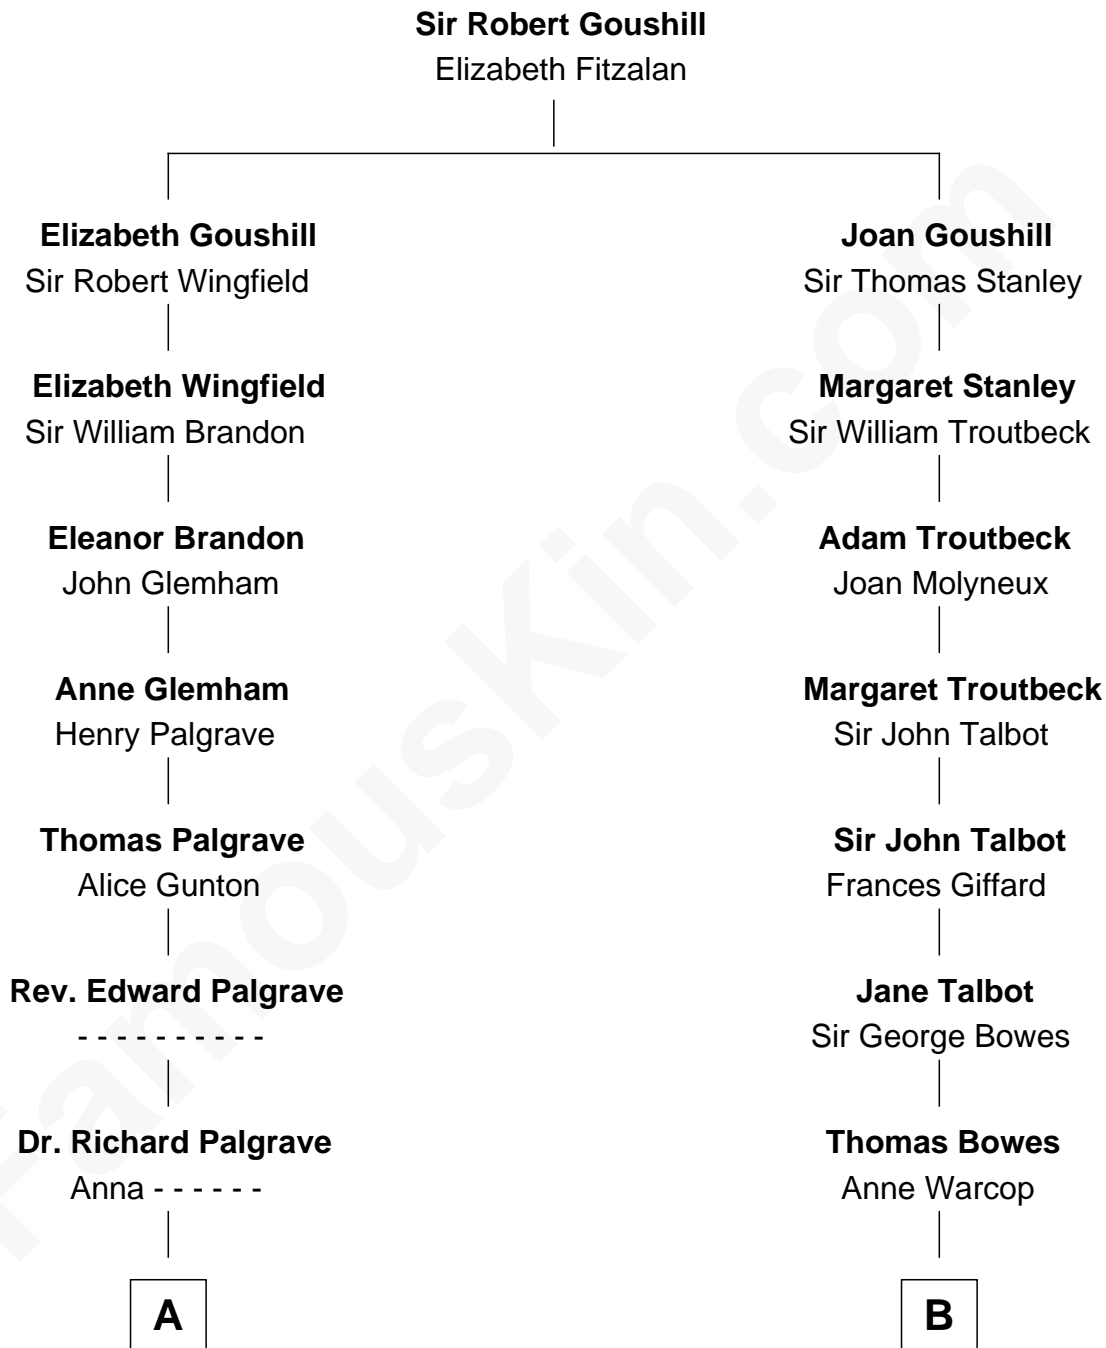 Sir Robert Goushill
Elizabeth Fitzalan
Elizabeth Goushill
Sir Robert Wingfield
Joan Goushill
Sir Thomas Stanley
Elizabeth Wingfield
Sir William Brandon
Margaret Stanley
Sir William Troutbeck
Eleanor Brandon
John Glemham
Adam Troutbeck
Joan Molyneux
Anne Glemham
Henry Palgrave
Margaret Troutbeck
Sir John Talbot
Thomas Palgrave
Alice Gunton
Sir John Talbot
Frances Giffard
Rev. Edward Palgrave
- - - - - - - - - -
Jane Talbot
Sir George Bowes
Dr. Richard Palgrave
Anna - - - - - -
Thomas Bowes
Anne Warcop
A
B
FamousKin.com